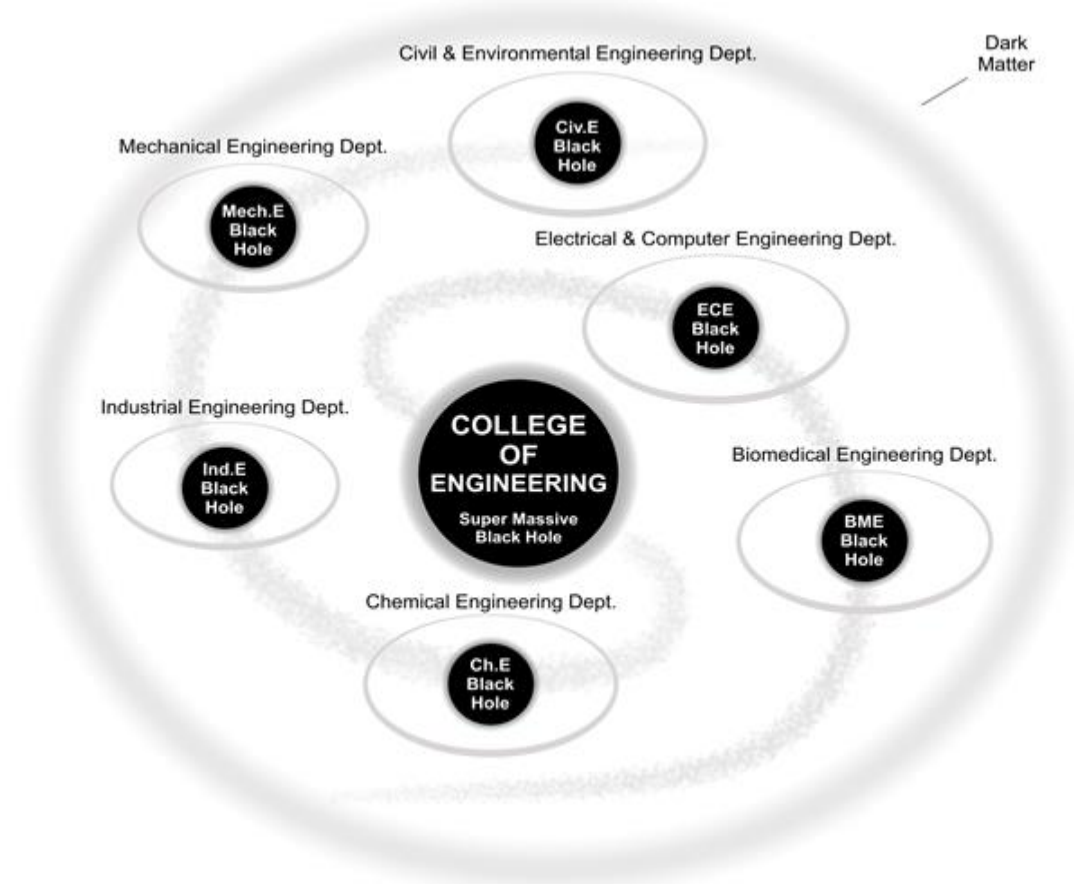 Civil & Environmental Engineering Dept.
Dark
Matter
Civ.E
Black
Hole
Mechanical Engineering Dept.
Mech.E
Black
Hole
Electrical & Computer Engineering Dept.
ECE
Black
Hole
Industrial Engineering Dept.
Ind.E
Black
Hole
COLLEGE
OF
ENGINEERING
Super Massive
Black Hole
Biomedical Engineering Dept.
BME
Black
Hole
Chemical Engineering Dept.
Ch.E
Black
Hole